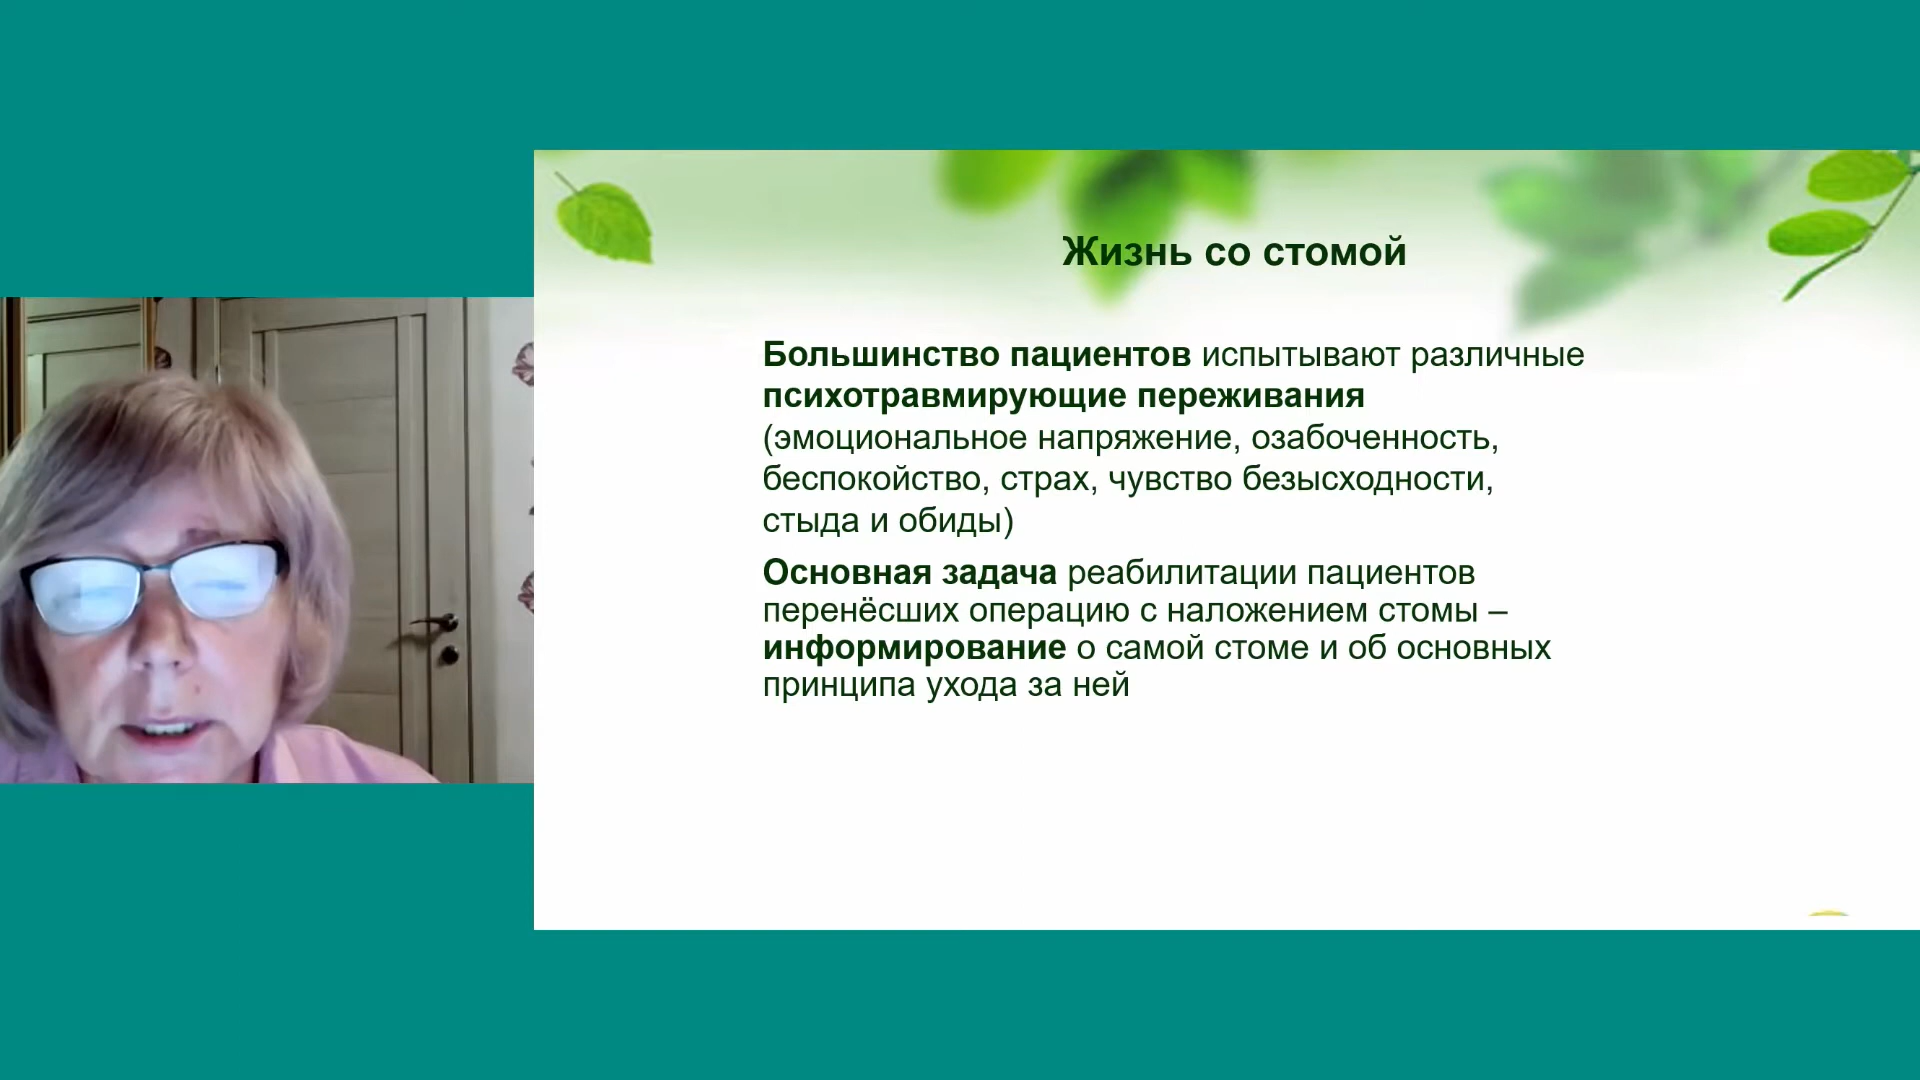 Жизнь со стомой
Большинство пациентов испытывают различные
психотравмирующие переживания
(эмоциональное напряжение, озабоченность,
беспокойство, страх, чувство безысходности,
стыда и обиды)
Основная задача реабилитации пациентов
перенёсших операцию с наложением стомы –
информирование о самой стоме и об основных
принципа ухода за ней